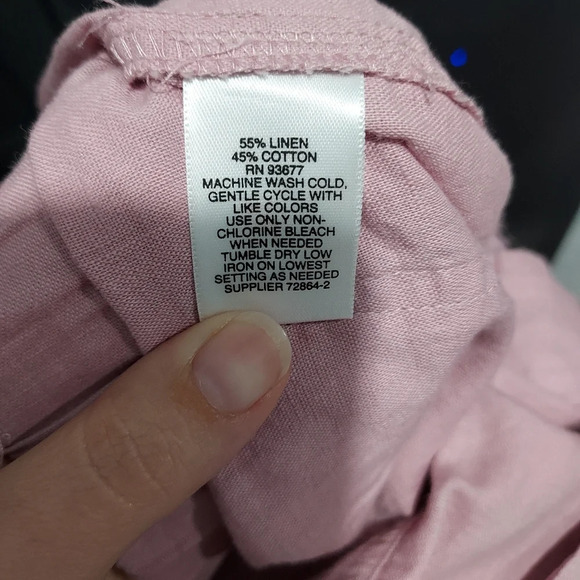 55% LINEN
45% COTTON
RN 93677
MACHINE WASH COLD,
GENTLE CYCLE WITH
LIKE COLORS
USE ONLY NON-
CHLORINE BLEACH
WHEN NEEDED
TUMBLE DRY LOW
IRON ON LOWEST
SETTING AS NEEDED
SUPPLIER 72864-2